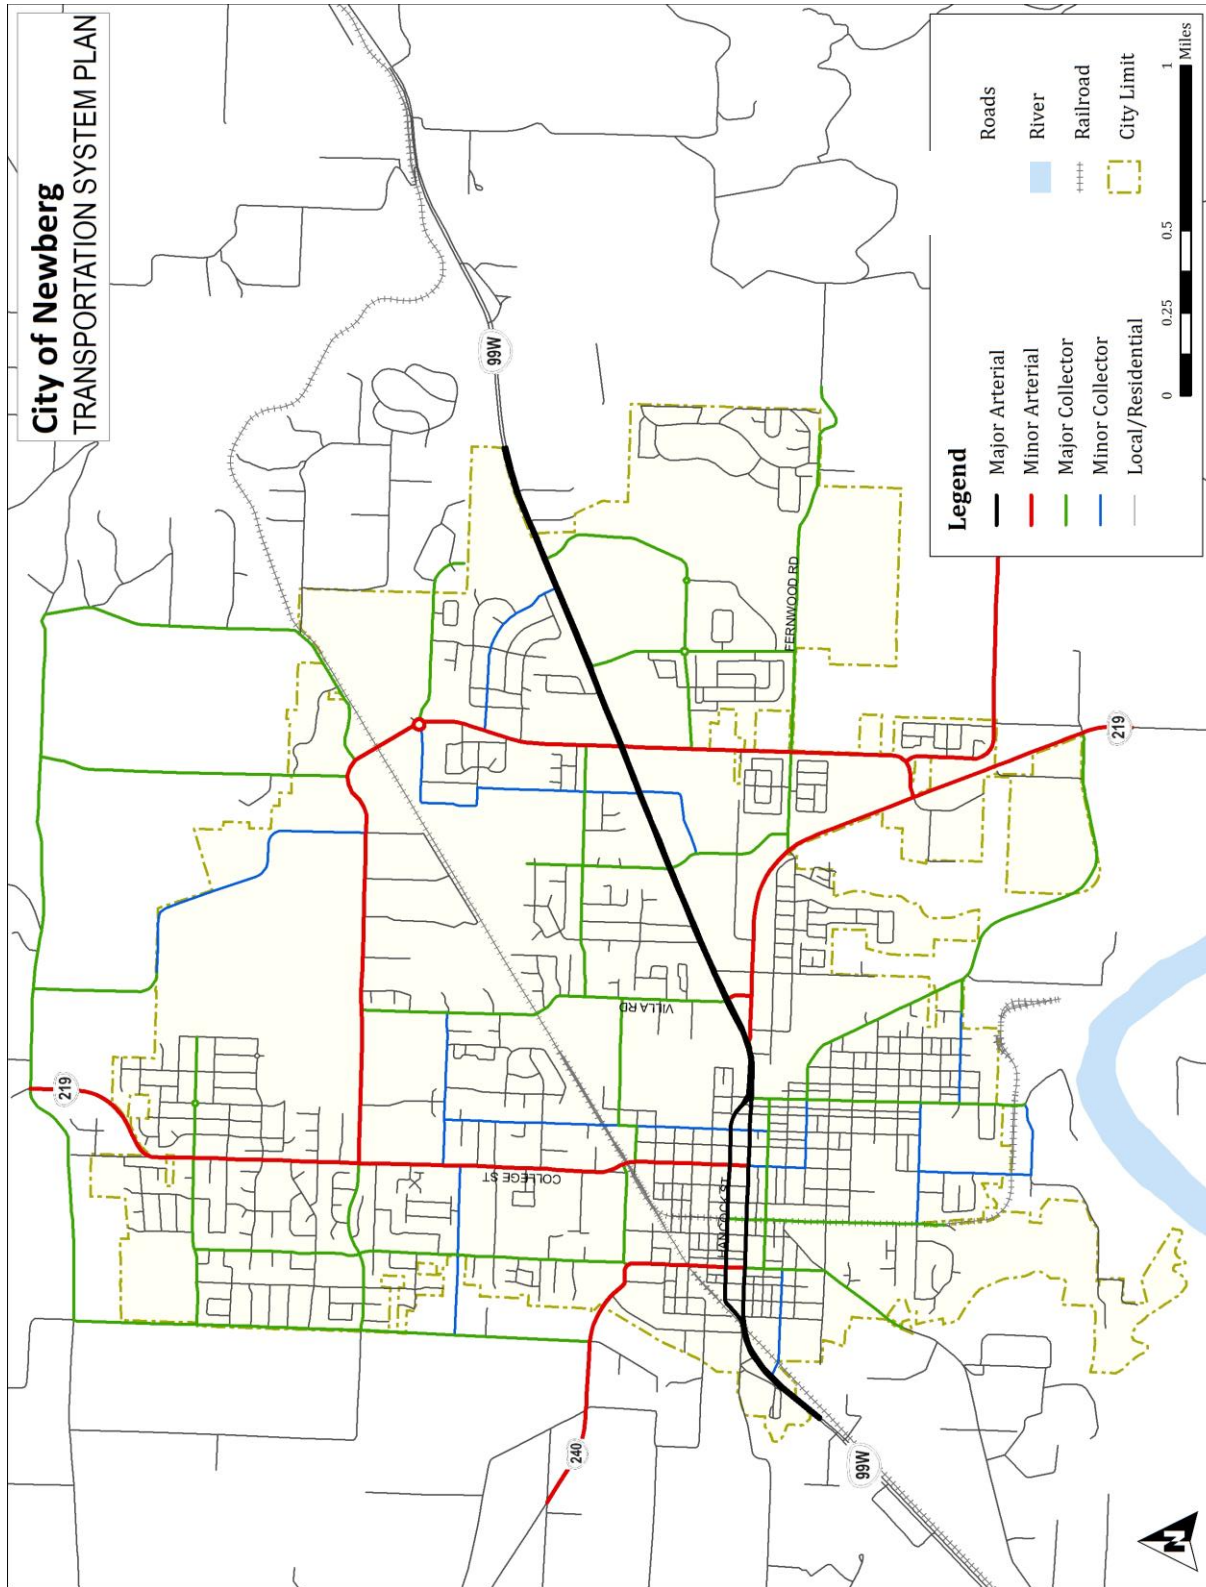 City of Newberg
TRANSPORTATION SYSTEM PLAN
99W
219
219
240
99W
COLLEGE ST
HANCOCK ST
VILLA RD
FERNWOOD RD
Legend
Major Arterial
Minor Arterial
Major Collector
Minor Collector
Local/Residential
Roads
River
Railroad
City Limit
0 0.25 0.5 1
Miles
N